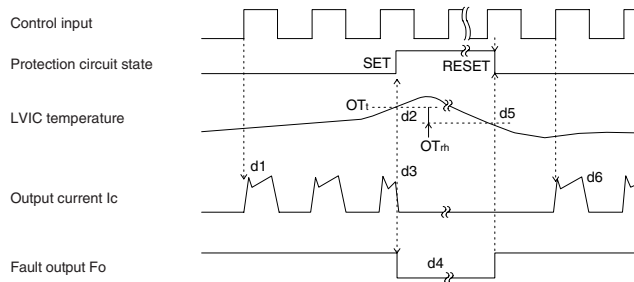 Control input
Protection circuit state
SET
RESET
LVIC temperature
OTt
d2
d5
OTrh
Output current Ic
d1
d3
d6
Fault output Fo
d4